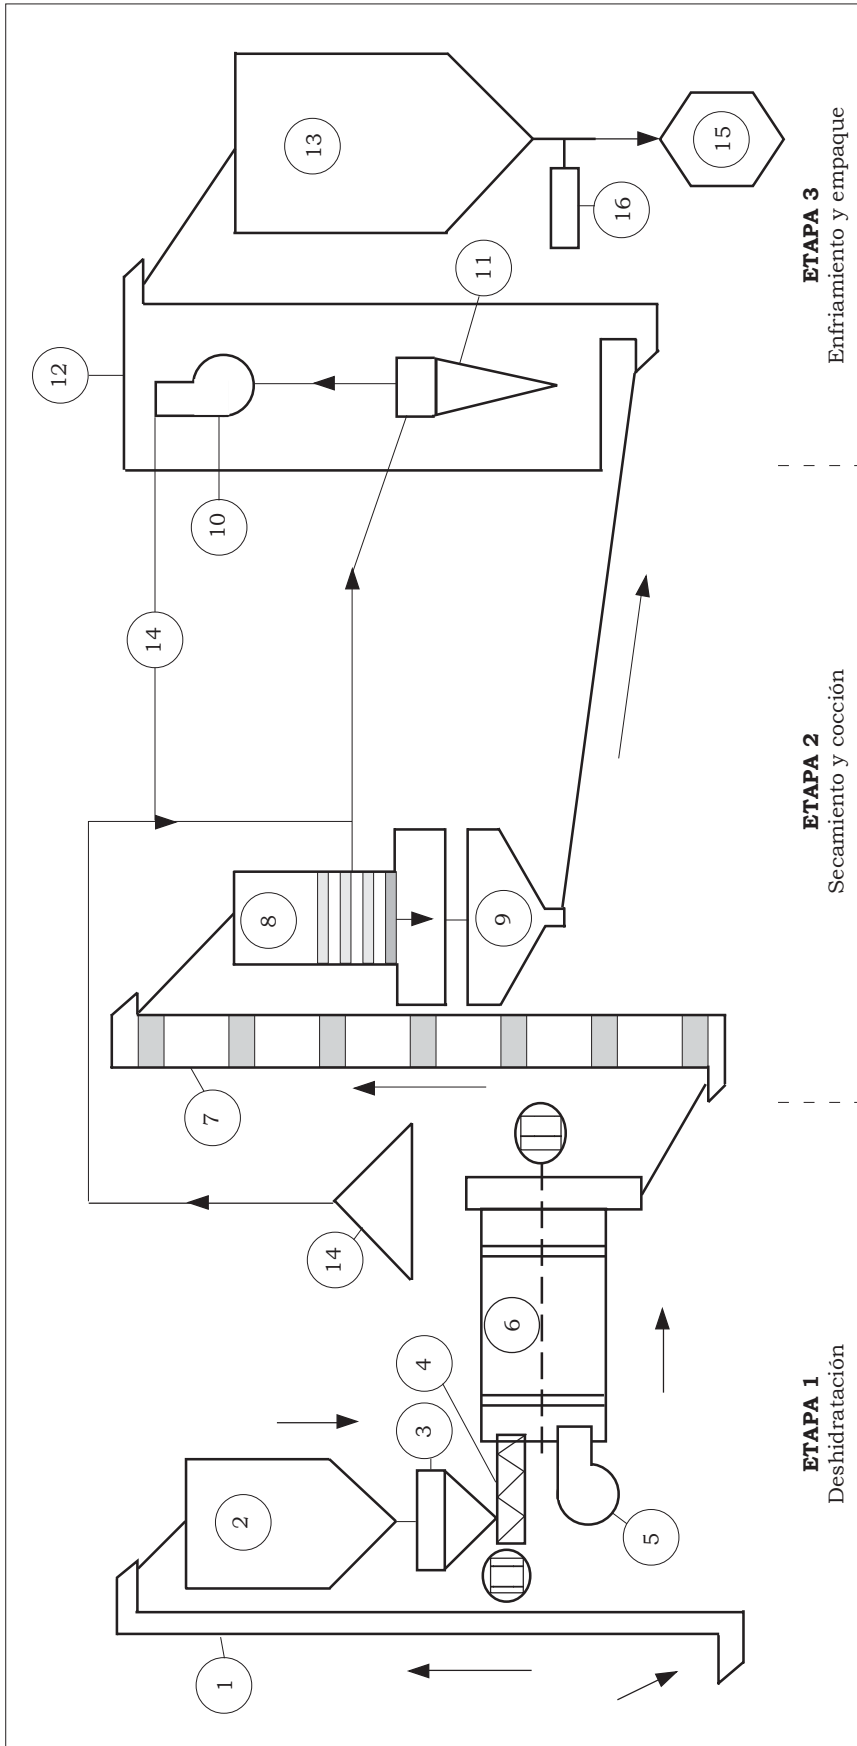 1
2
3
4
5
6
14
7
8
9
14
10
11
12
13
16
15
ETAPA 1
Deshidratación
ETAPA 2
Secamiento y cocción
ETAPA 3
Enfriamiento y empaque